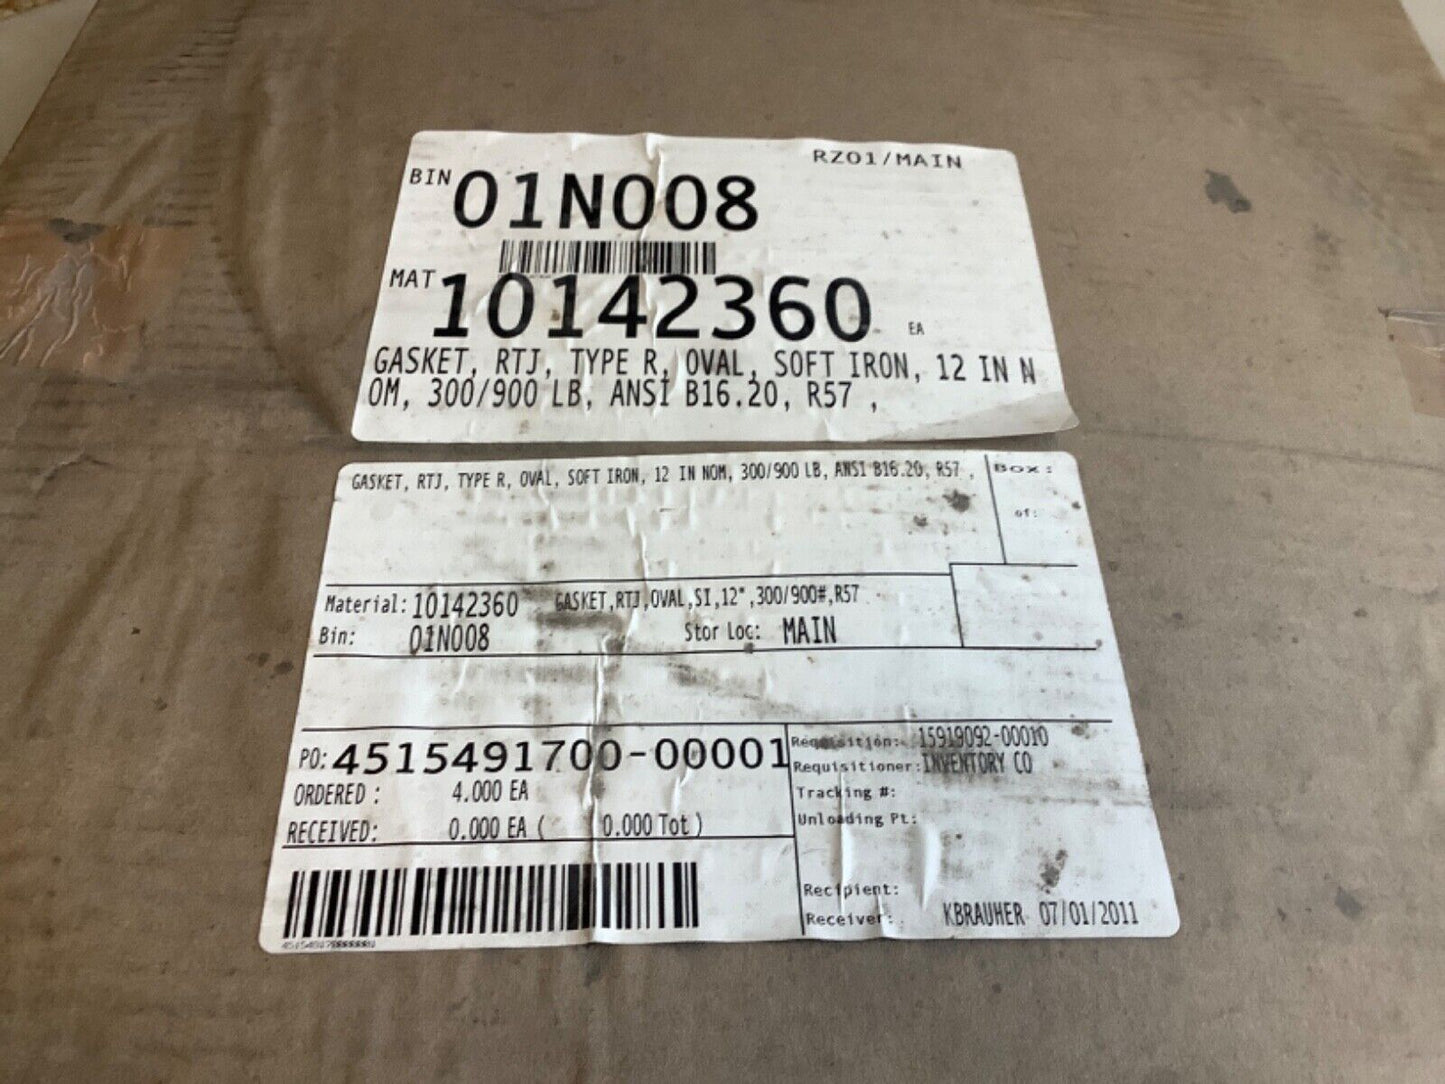 RZ01/MAIN
BIN 01N008
MAT 10142360 EA
GASKET, RTJ, TYPE R, OVAL, SOFT IRON, 12 IN N
OM, 300/900 LB, ANSI B16.20, R57 ,
GASKET, RTJ, TYPE R, OVAL, SOFT IRON, 12 IN NOM, 300/900 LB, ANSI B16.20, R57 ,
Box:
of:
Material: 10142360 GASKET,RTJ,OVAL,SI,12",300/900#,R57
Bin: 01N008 Stor Loc: MAIN
PO: 4515491700-00001
ORDERED : 4.000 EA
RECEIVED: 0.000 EA ( 0.000 Tot )
Requisition: 15919092-00010
Requisitioner: INVENTORY CO
Tracking #:
Unloading Pt:
Recipient:
Receiver: KBRAUHER 07/01/2011